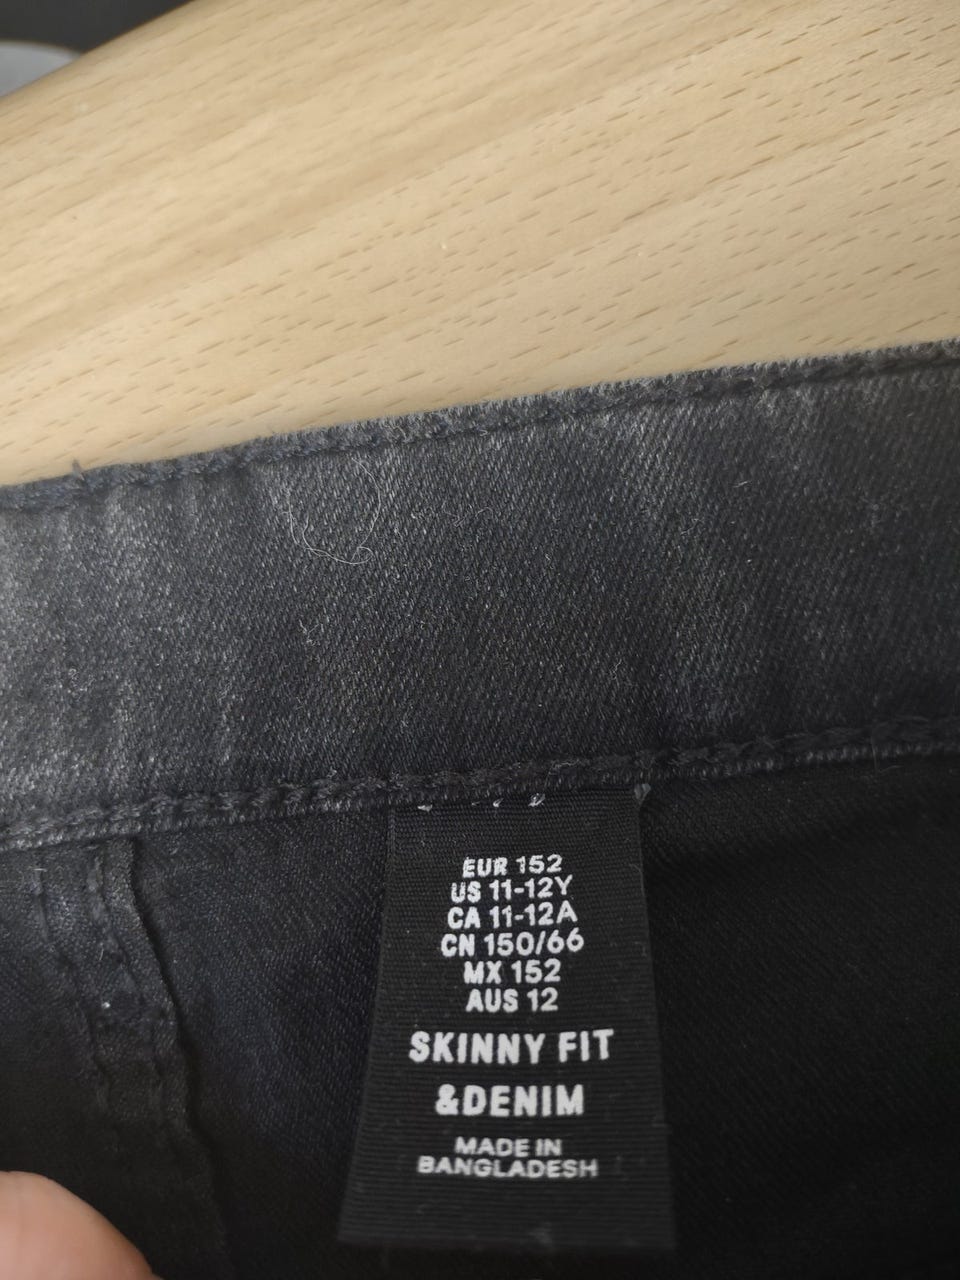 EUR 152
US 11-12Y
CA 11-12A
CN 150/66
MX 152
AUS 12
SKINNY FIT
&DENIM
MADE IN
BANGLADESH